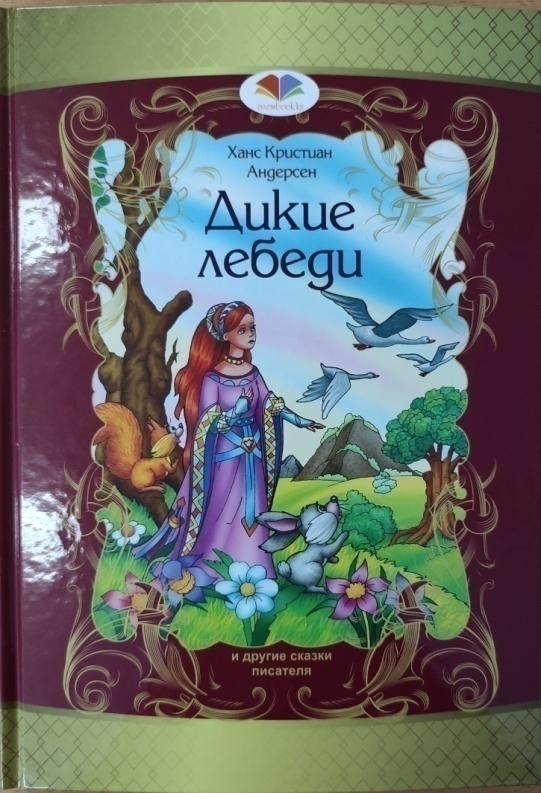 Ханс Кристиан
Андерсен
Дикие
лебеди
и другие сказки
писателя